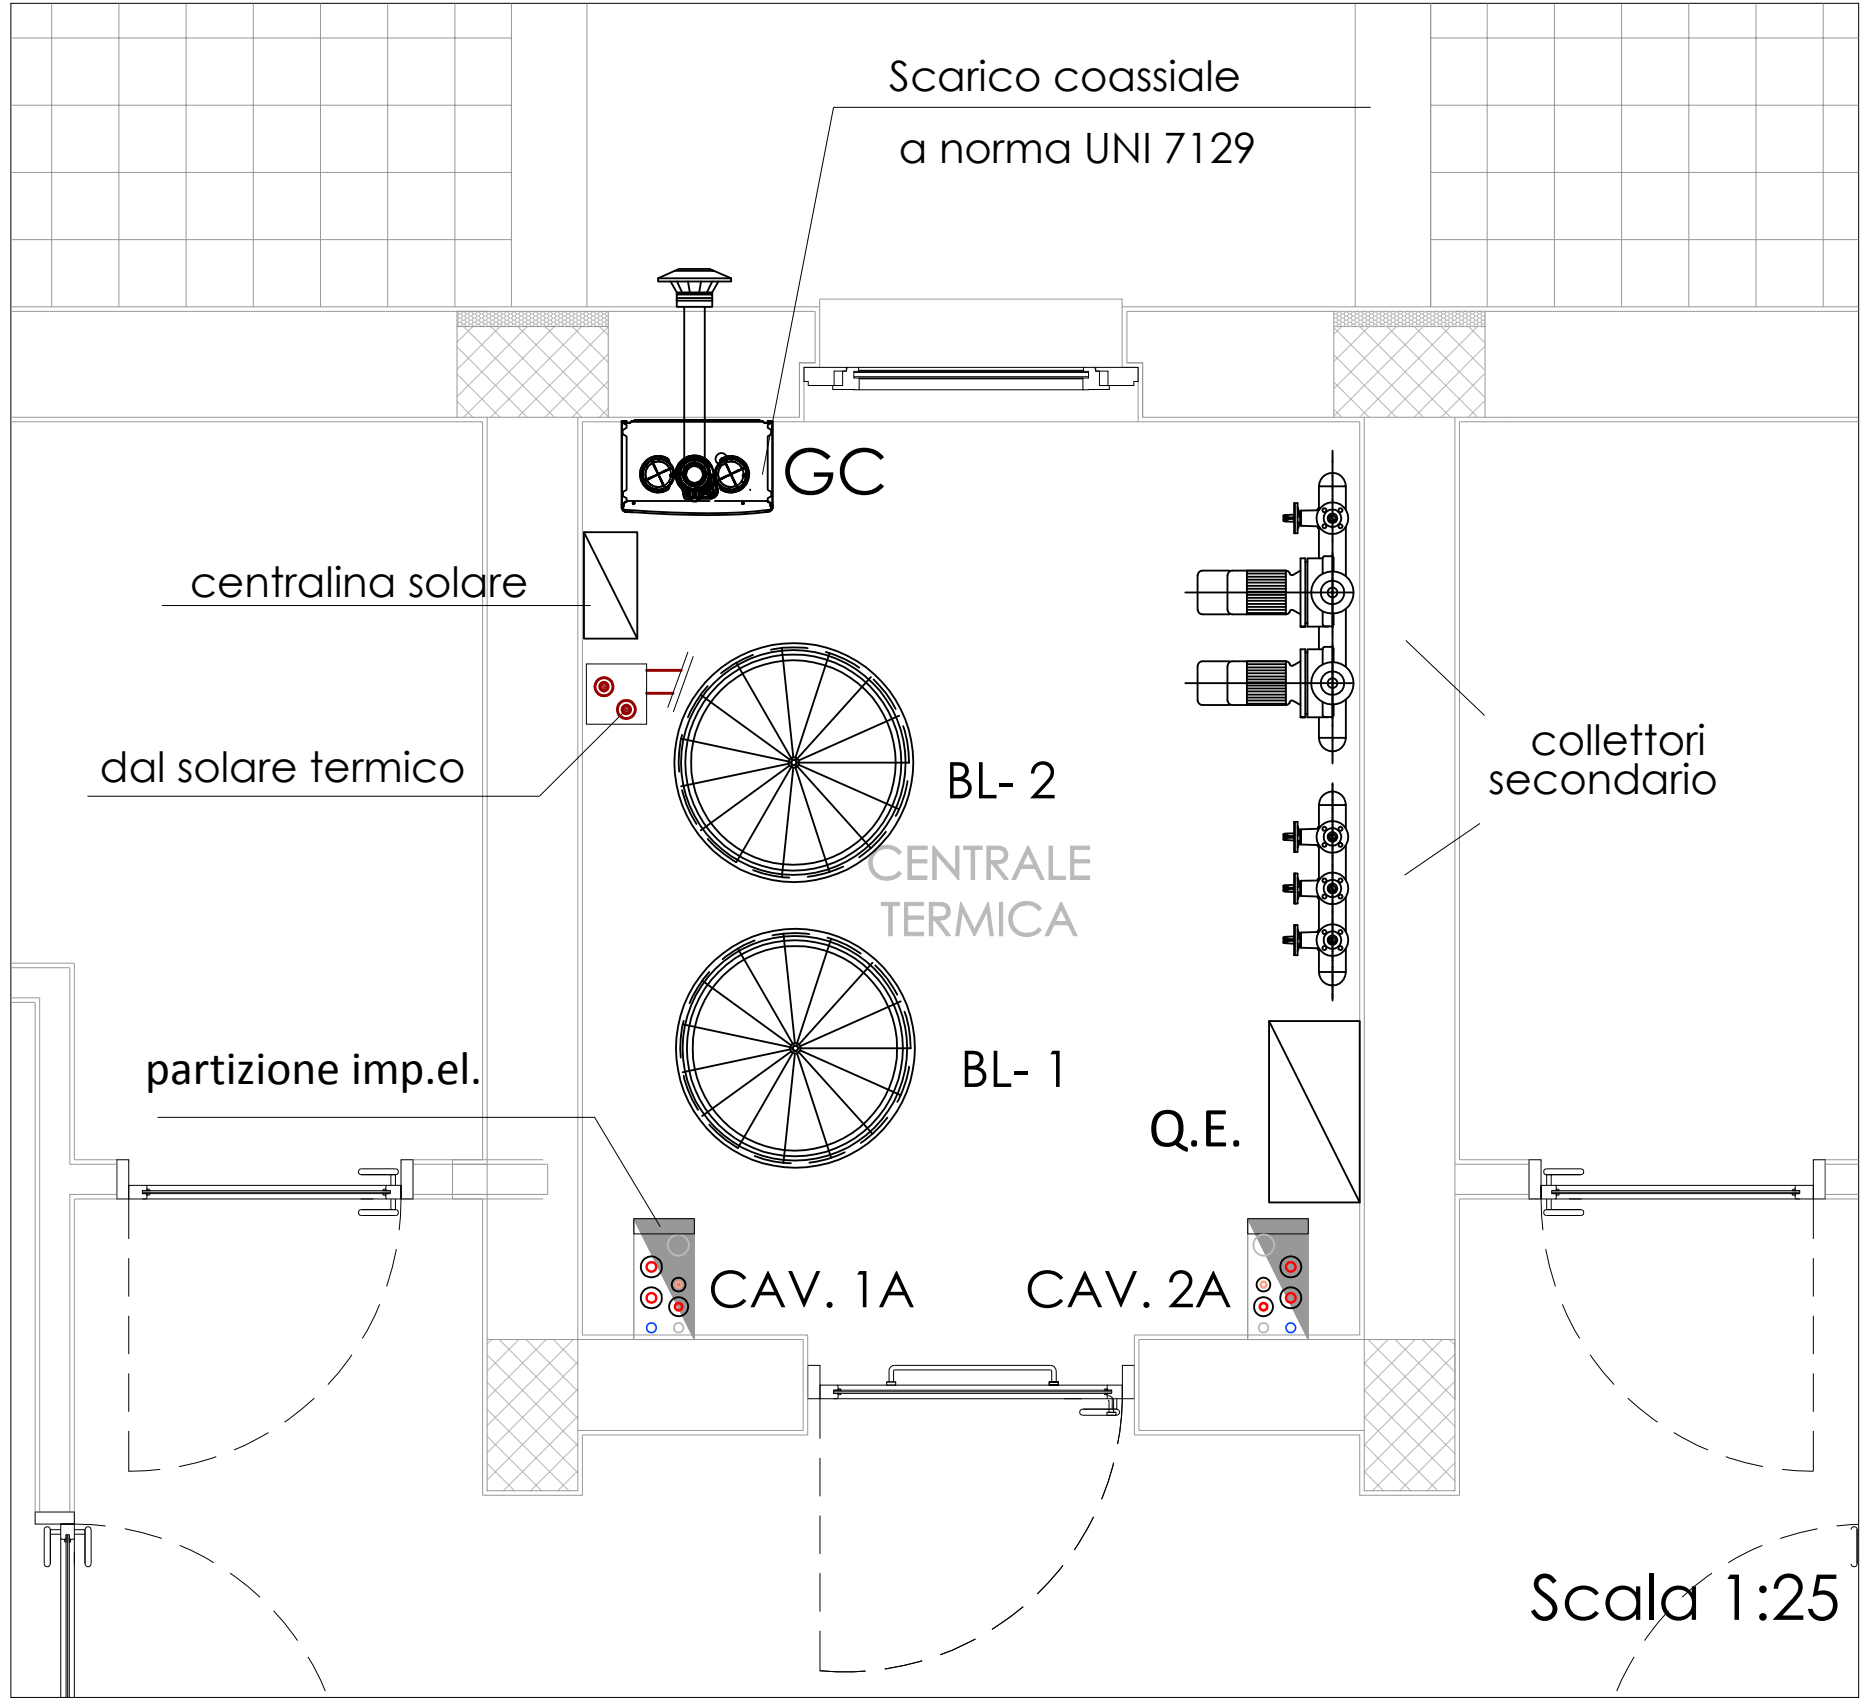 Scarico coassiale
a norma UNI 7129
GC
centralina solare
dal solare termico
BL- 2
collettori
secondario
CENTRALE
TERMICA
partizione imp.el.
BL- 1
Q.E.
CAV. 1A
CAV. 2A
Scala 1:25